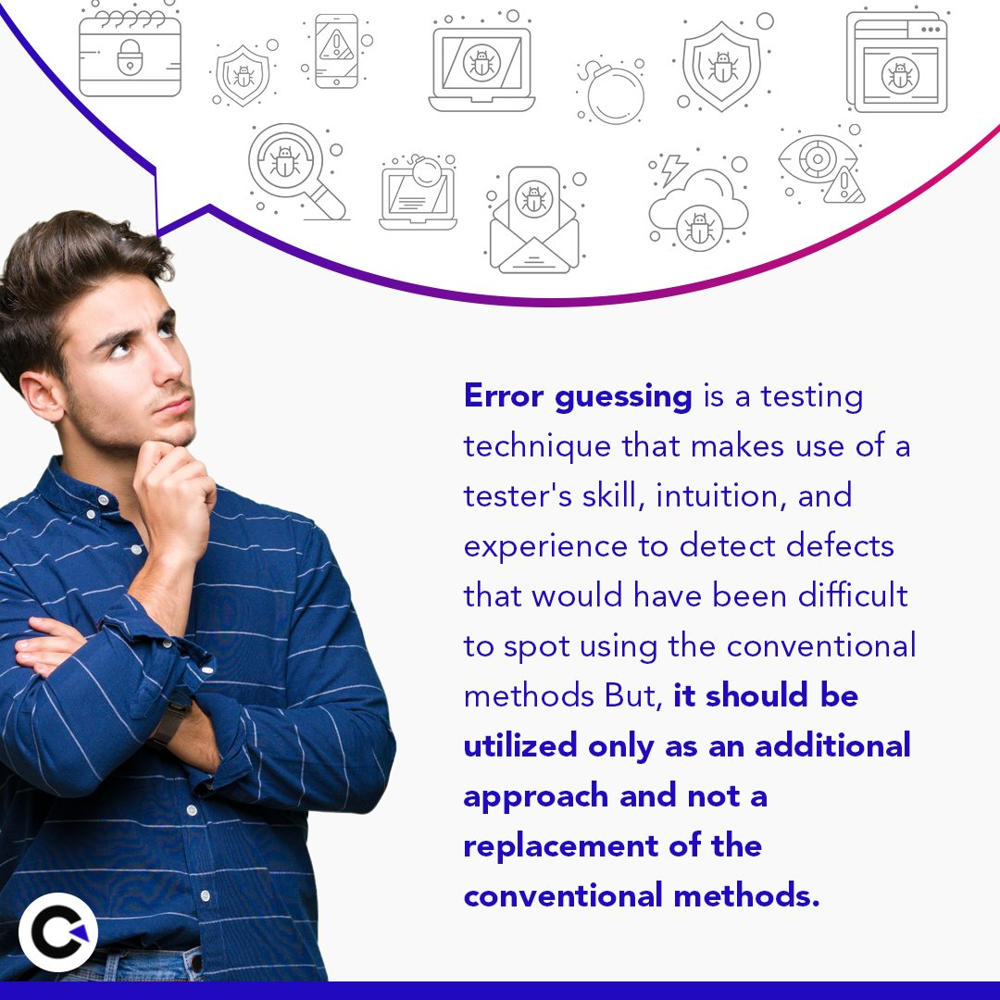 Error guessing is a testing
technique that makes use of a
tester's skill, intuition, and
experience to detect defects
that would have been difficult
to spot using the conventional
methods But, it should be
utilized only as an additional
approach and not a
replacement of the
conventional methods.